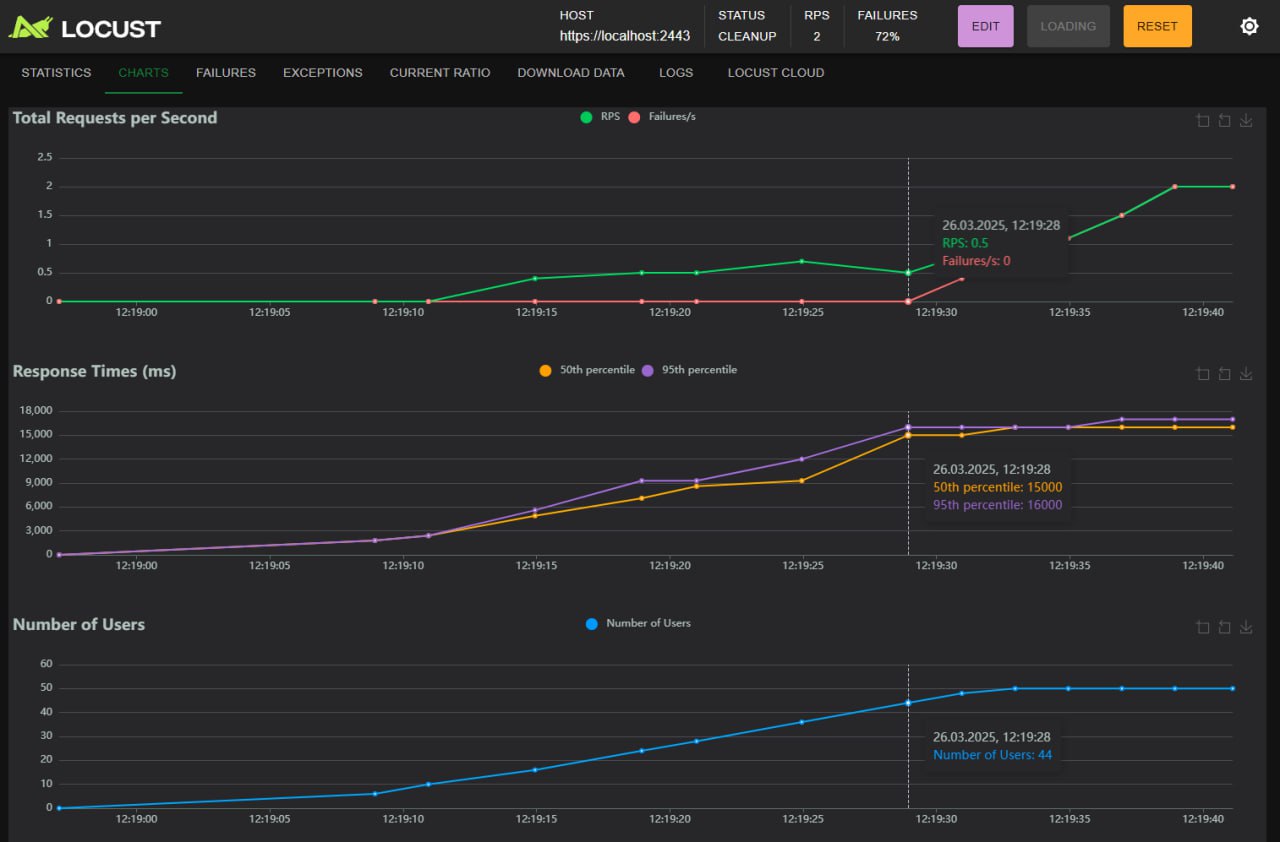 LOCUST
HOST
https://localhost:2443
STATUS
CLEANUP
RPS
2
FAILURES
72%
EDIT
LOADING
RESET
STATISTICS CHARTS FAILURES EXCEPTIONS CURRENT RATIO DOWNLOAD DATA LOGS LOCUST CLOUD
Total Requests per Second
RPS Failures/s
2.5
2
1.5
1
0.5
0
26.03.2025, 12:19:28
RPS: 0.5
Failures/s: 0
12:19:00 12:19:05 12:19:10 12:19:15 12:19:20 12:19:25 12:19:30 12:19:35 12:19:40
Response Times (ms)
50th percentile 95th percentile
18,000
15,000
12,000
9,000
6,000
3,000
0
26.03.2025, 12:19:28
50th percentile: 15000
95th percentile: 16000
12:19:00 12:19:05 12:19:10 12:19:15 12:19:20 12:19:25 12:19:30 12:19:35 12:19:40
Number of Users
Number of Users
60
50
40
30
20
10
0
26.03.2025, 12:19:28
Number of Users: 44
12:19:00 12:19:05 12:19:10 12:19:15 12:19:20 12:19:25 12:19:30 12:19:35 12:19:40